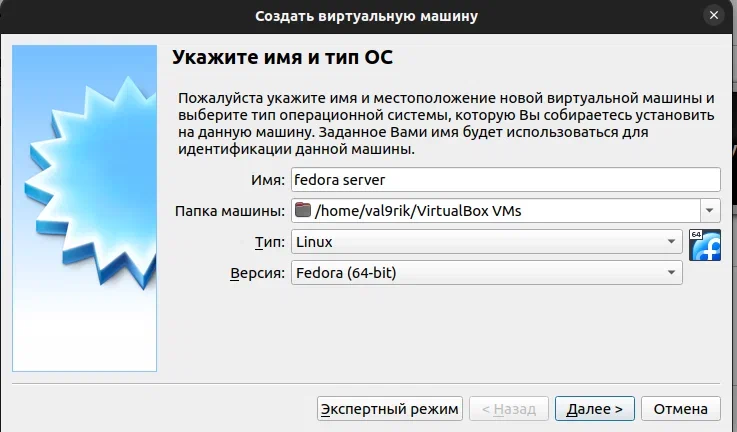 Создать виртуальную машину
Укажите имя и тип ОС
Пожалуйста укажите имя и местоположение новой виртуальной машины и
выберите тип операционной системы, которую Вы собираетесь установить
на данную машину. Заданное Вами имя будет использоваться для
идентификации данной машины.
Имя: fedora server
Папка машины: /home/val9rik/VirtualBox VMs
Тип: Linux
64
Версия: Fedora (64-bit)
Экспертный режим < Назад Далее > Отмена